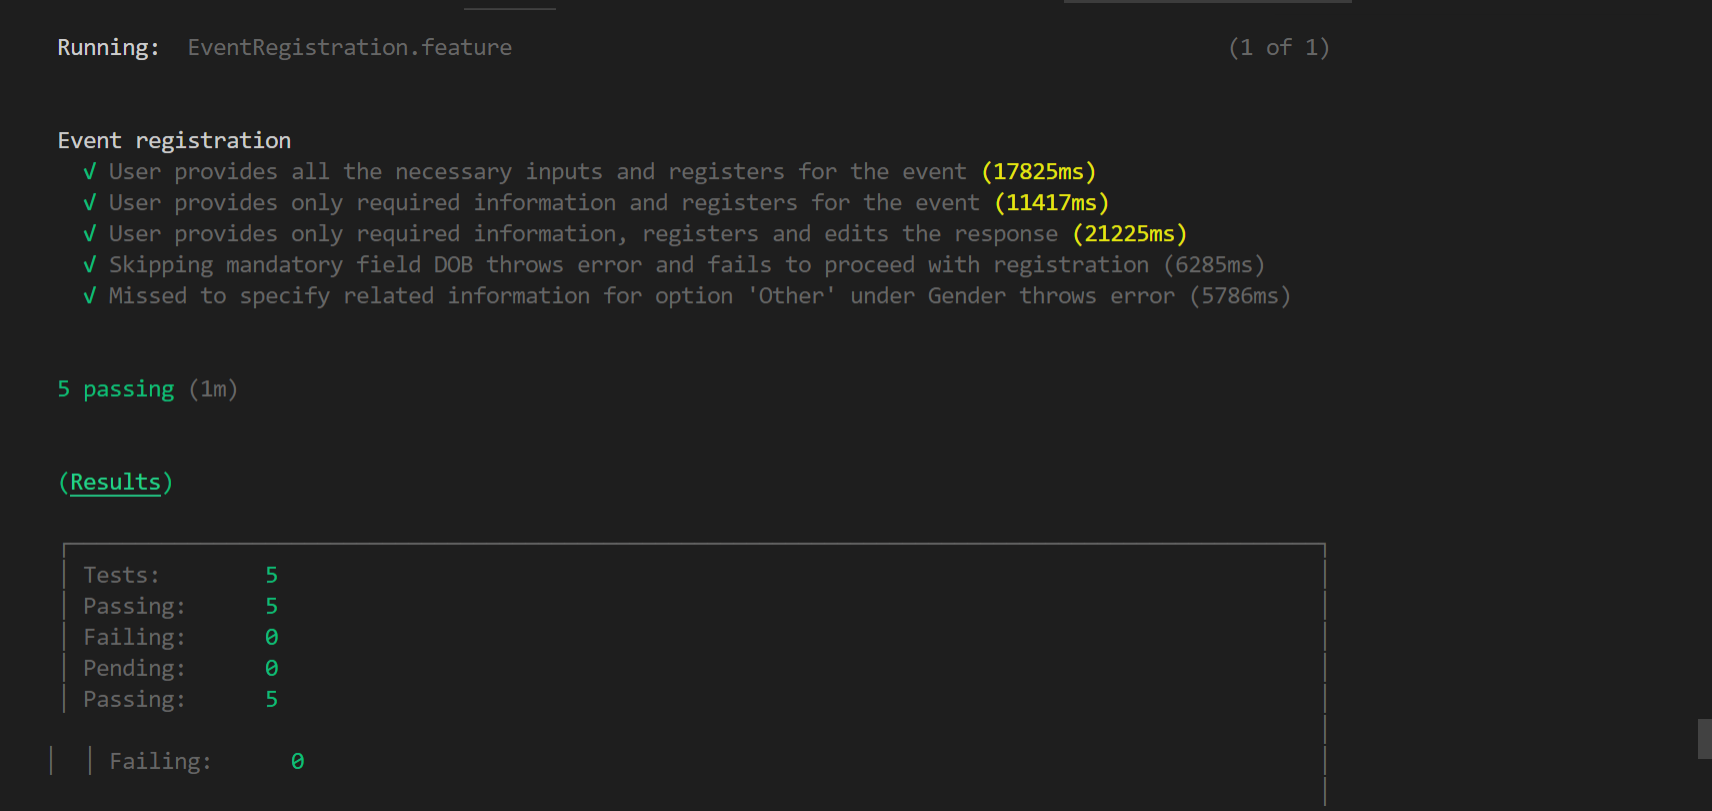 Running: EventRegistration.feature (1 of 1)
Event registration
√ User provides all the necessary inputs and registers for the event (17825ms)
√ User provides only required information and registers for the event (11417ms)
√ User provides only required information, registers and edits the response (21225ms)
√ Skipping mandatory field DOB throws error and fails to proceed with registration (6285ms)
√ Missed to specify related information for option 'Other' under Gender throws error (5786ms)
5 passing (1m)
(Results)
Tests: 5
Passing: 5
Failing: 0
Pending: 0
Passing: 5
Failing: 0